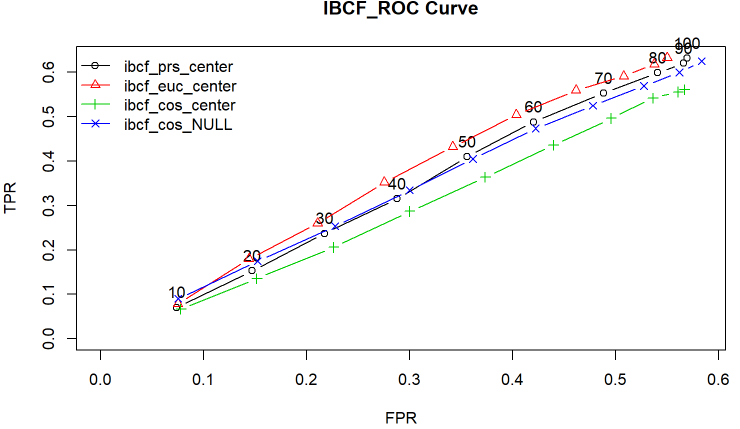 IBCF_ROC Curve
ibcf_prs_center
ibcf_euc_center
ibcf_cos_center
ibcf_cos_NULL
10
20
30
40
50
60
70
80
90
100
TPR
0.0
0.1
0.2
0.3
0.4
0.5
0.6
0.0 0.1 0.2 0.3 0.4 0.5 0.6
FPR